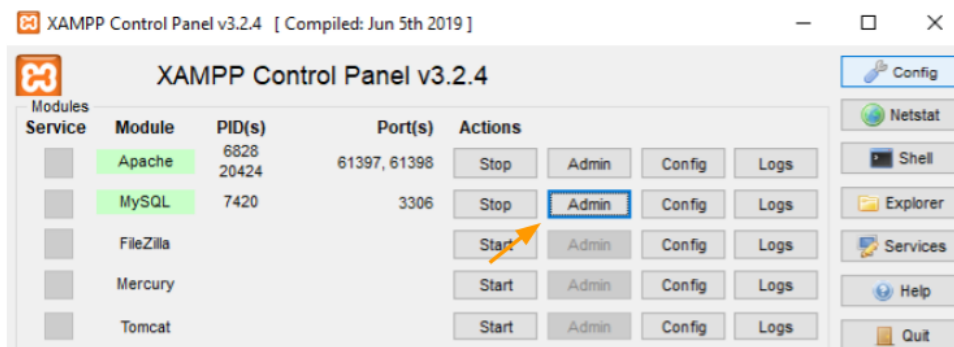 XAMPP Control Panel v3.2.4 [ Compiled: Jun 5th 2019 ]
XAMPP Control Panel v3.2.4
Config
Modules
Netstat
Service Module PID(s) Port(s) Actions
Apache 6828 20424 61397, 61398 Stop Admin Config Logs
Shell
MySQL 7420 3306 Stop Admin Config Logs
Explorer
FileZilla Start Admin Config Logs
Services
Mercury Start Admin Config Logs
Help
Tomcat Start Admin Config Logs
Quit